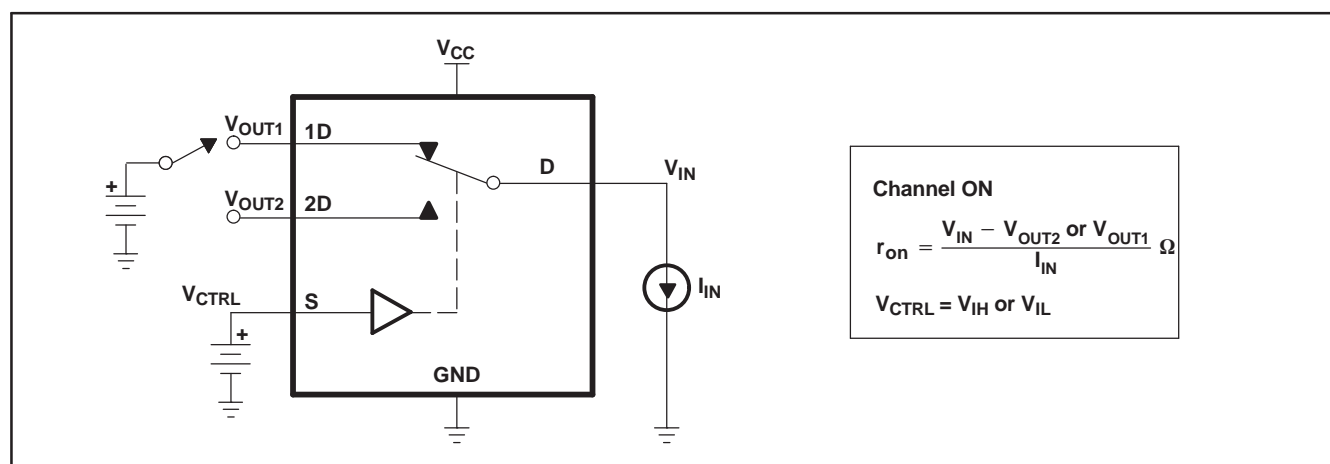 VCC
VOUT1 1D
D
VIN
+
VOUT2 2D
VCTRL S
+
IIN
GND
Channel ON
ron = VIN − VOUT2 or VOUT1 / IIN Ω
VCTRL = VIH or VIL